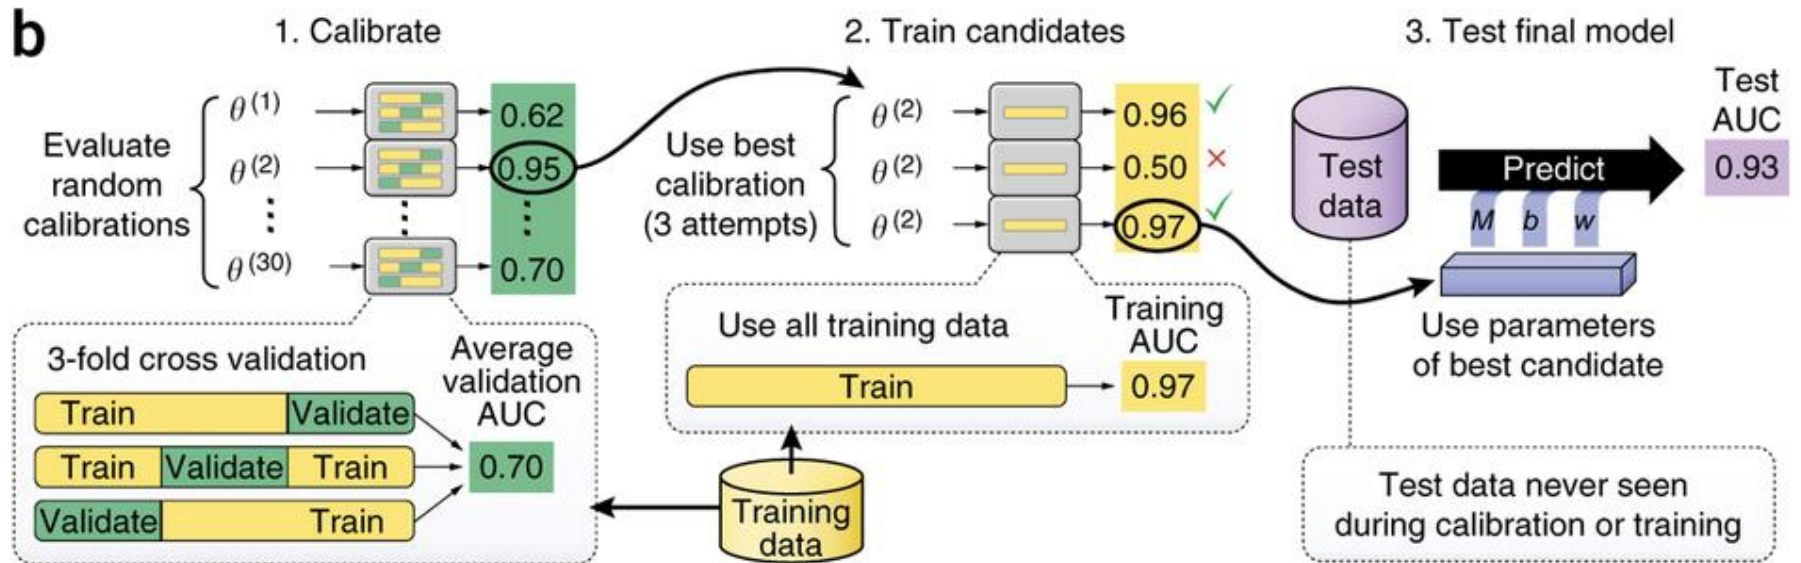 b
1. Calibrate
Evaluate
random
calibrations
θ(1)
θ(2)
θ(30)
0.62
0.95
0.70
3-fold cross validation
Train Validate
Train Validate Train
Validate Train
Average
validation
AUC
0.70
2. Train candidates
Use best
calibration
(3 attempts)
θ(2)
θ(2)
θ(2)
0.96
0.50
0.97
Use all training data
Train
Training
AUC
0.97
Training
data
3. Test final model
Test
data
Predict
M b w
Test
AUC
0.93
Use parameters
of best candidate
Test data never seen
during calibration or training